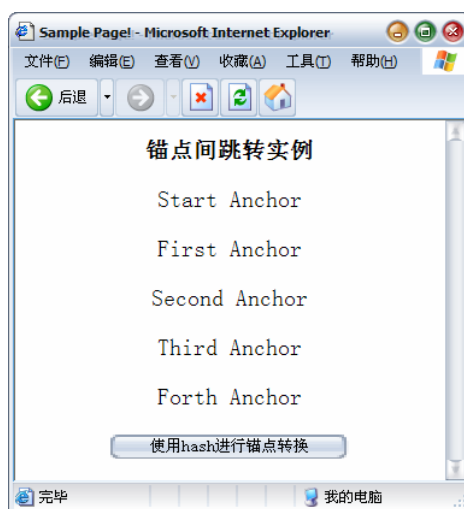 Sample Page! - Microsoft Internet Explorer
文件(F) 编辑(E) 查看(V) 收藏(A) 工具(T) 帮助(H)
后退
锚点间跳转实例
Start Anchor
First Anchor
Second Anchor
Third Anchor
Forth Anchor
使用hash进行锚点转换
完毕 我的电脑